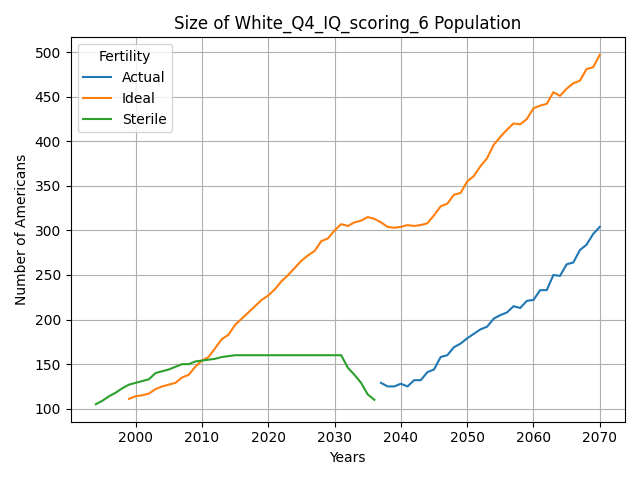 Size of White_Q4_IQ_scoring_6 Population
Fertility
Actual
Ideal
Sterile
Number of Americans
500
450
400
350
300
250
200
150
100
2000 2010 2020 2030 2040 2050 2060 2070
Years